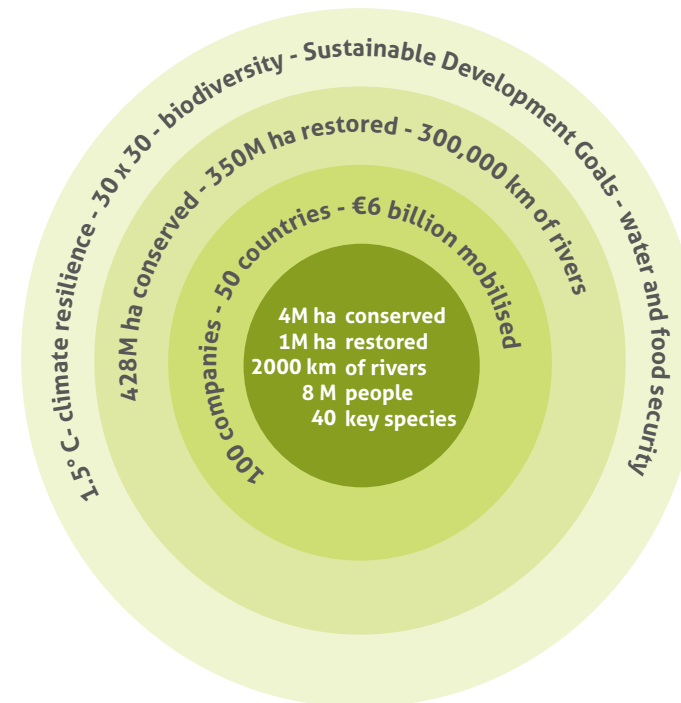 1.5° C - climate resilience - 30 x 30 - biodiversity - Sustainable Development Goals - water and food security
428M ha conserved - 350M ha restored - 300,000 km of rivers
100 companies - 50 countries - €6 billion mobilised
4M ha conserved
1M ha restored
2000 km of rivers
8 M people
40 key species